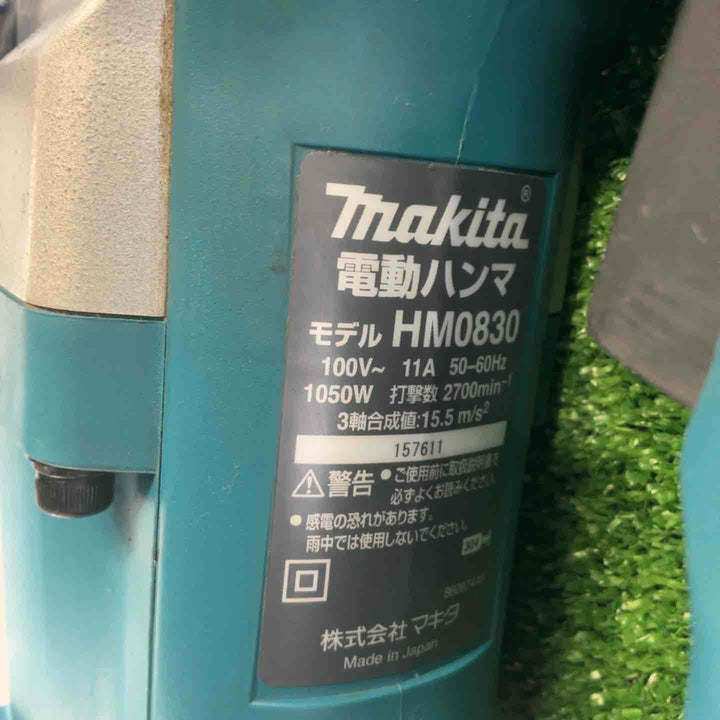 makita®
電動ハンマ
モデル HM0830
100V~ 11A 50-60Hz
1050W 打撃数 2700min⁻¹
3軸合成値:15.5 m/s²
157611
⚠警告 ●ご使用前に取扱説明書を
必ずよくお読みください。
●感電の恐れがあります。
雨中では使用しないでください。
株式会社 マキタ
Made in Japan